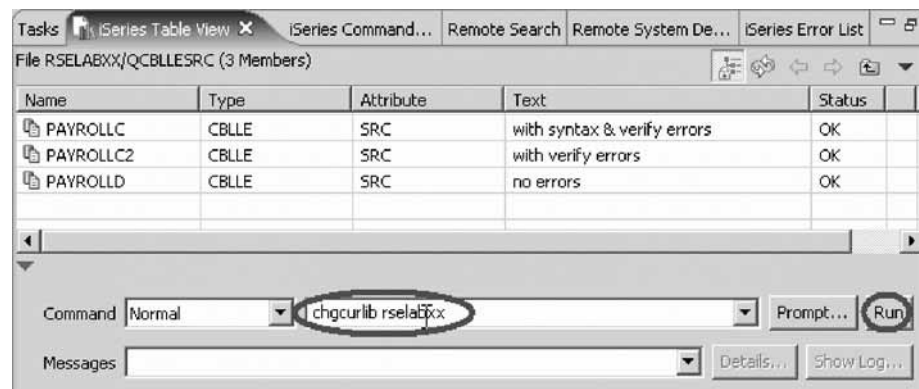 Tasks iSeries Table View iSeries Command... Remote Search Remote System De... iSeries Error List
File RSELABXX/QCBLLESRC (3 Members)
Name Type Attribute Text Status
PAYROLLC CBLLE SRC with syntax & verify errors OK
PAYROLLC2 CBLLE SRC with verify errors OK
PAYROLLD CBLLE SRC no errors OK
Command Normal chgcurlib rselabxx Prompt... Run
Messages Details... Show Log...